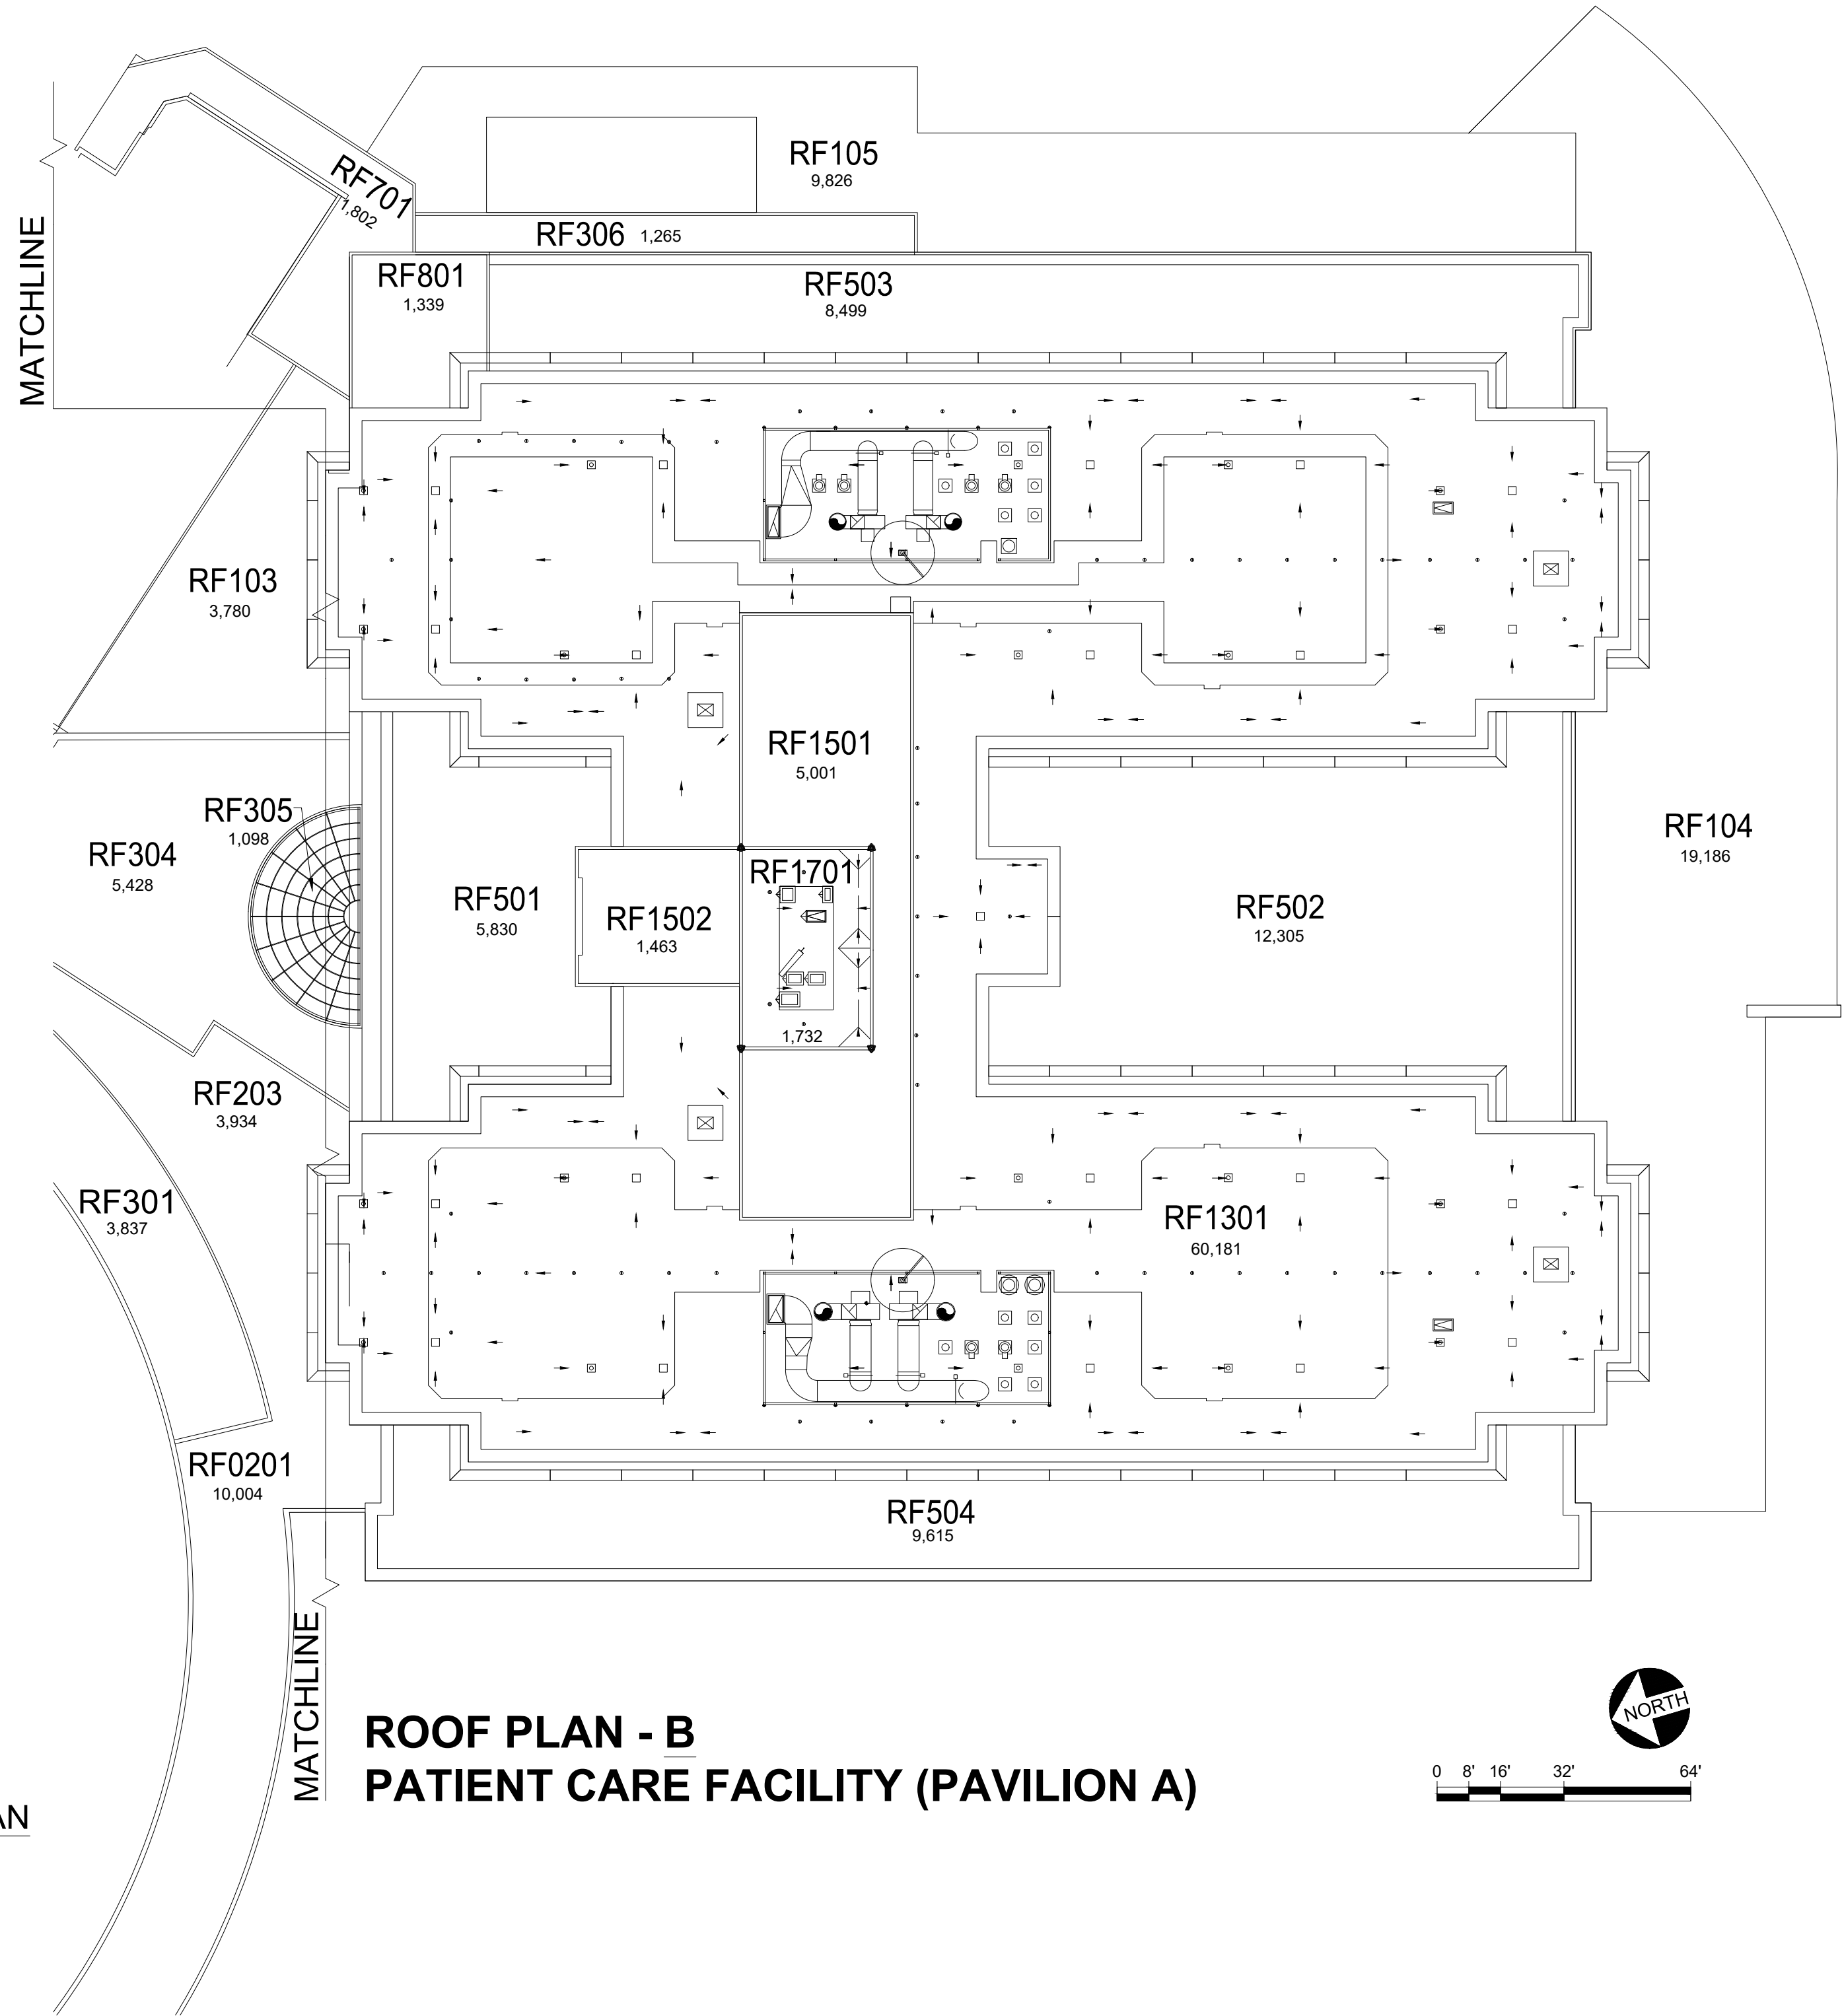 RF105
9,826
RF701
1,802
MATCHLINE
RF306 1,265
RF801
1,339
RF503
8,499
RF103
3,780
RF1501
5,001
RF305
1,098
RF304
5,428
RF104
19,186
RF501
5,830
RF1502
1,463
RF1701
1,732
RF502
12,305
RF203
3,934
RF301
3,837
RF1301
60,181
RF0201
10,004
RF504
9,615
MATCHLINE
NORTH
ROOF PLAN - B
PATIENT CARE FACILITY (PAVILION A)
0 8' 16' 32' 64'
AN